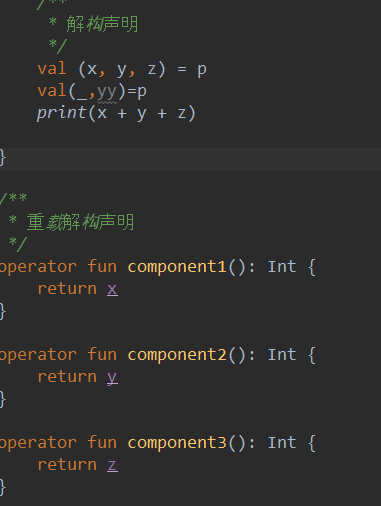 /**
* 解构声明
*/
val (x, y, z) = p
val(_,yy)=p
print(x + y + z)
}
/**
* 重载解构声明
*/
operator fun component1(): Int {
return x
}
operator fun component2(): Int {
return y
}
operator fun component3(): Int {
return z
}